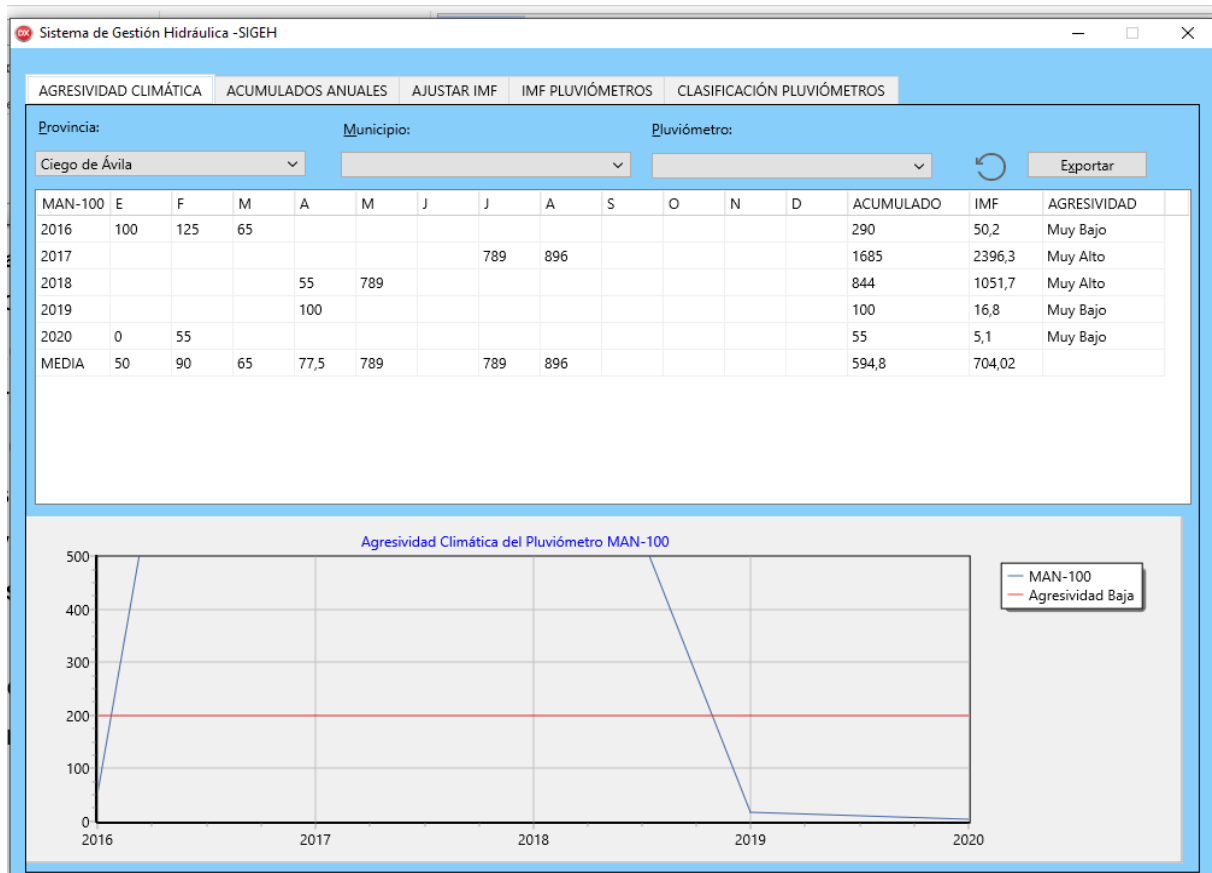 Sistema de Gestión Hidráulica -SIGEH
AGRESIVIDAD CLIMÁTICA ACUMULADOS ANUALES AJUSTAR IMF IMF PLUVIÓMETROS CLASIFICACIÓN PLUVIÓMETROS
Provincia: Municipio: Pluviómetro:
Ciego de Ávila Exportar
MAN-100 E F M A M J J A S O N D ACUMULADO IMF AGRESIVIDAD
2016 100 125 65 290 50,2 Muy Bajo
2017 789 896 1685 2396,3 Muy Alto
2018 55 789 844 1051,7 Muy Alto
2019 100 100 16,8 Muy Bajo
2020 0 55 55 5,1 Muy Bajo
MEDIA 50 90 65 77,5 789 789 896 594,8 704,02
Agresividad Climática del Pluviómetro MAN-100
500
400
300
200
100
0
2016 2017 2018 2019 2020
MAN-100
Agresividad Baja